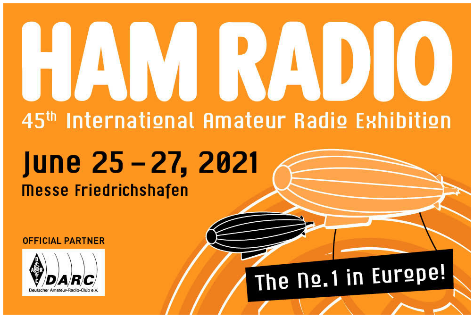 HAM RADIO
45th International Amateur Radio Exhibition
June 25 – 27, 2021
Messe Friedrichshafen
OFFICIAL PARTNER
DARC
Deutscher Amateur-Radio-Club e.V.
The No.1 in Europe!